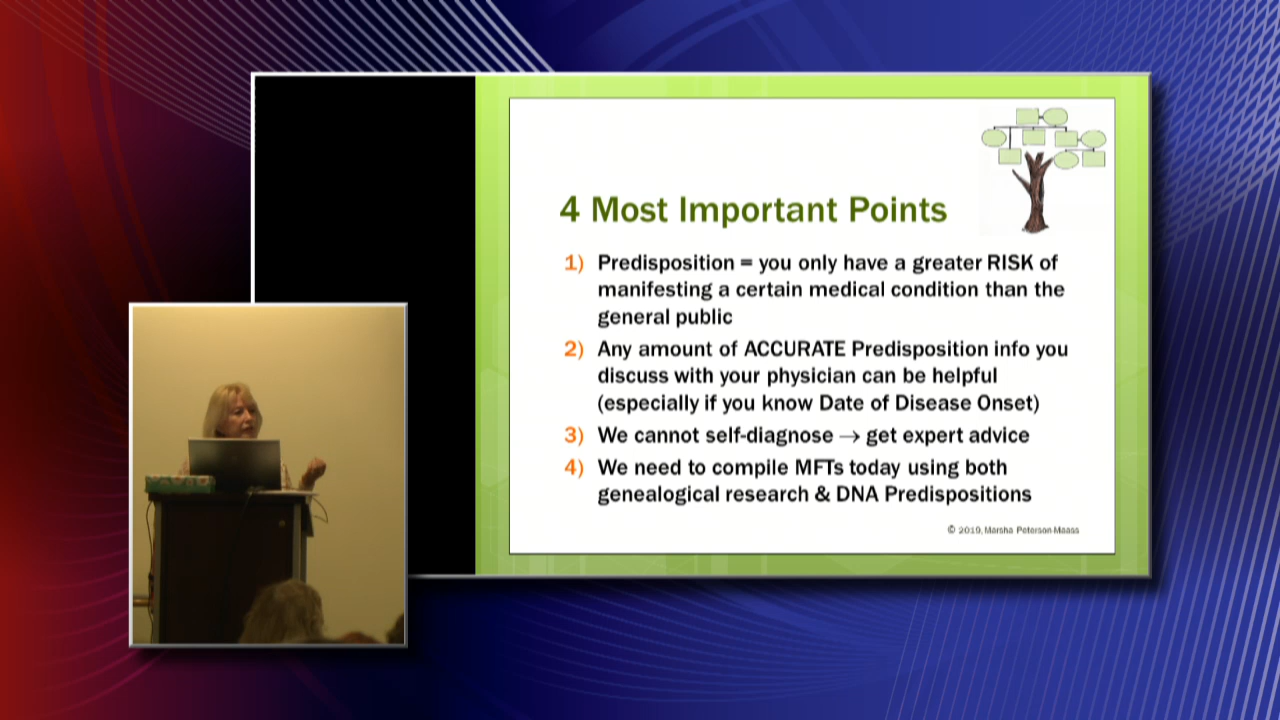 4 Most Important Points
1) Predisposition = you only have a greater RISK of
manifesting a certain medical condition than the
general public
2) Any amount of ACCURATE Predisposition info you
discuss with your physician can be helpful
(especially if you know Date of Disease Onset)
3) We cannot self-diagnose → get expert advice
4) We need to compile MFTs today using both
genealogical research & DNA Predispositions
© 2019, Marsha Peterson-Maass